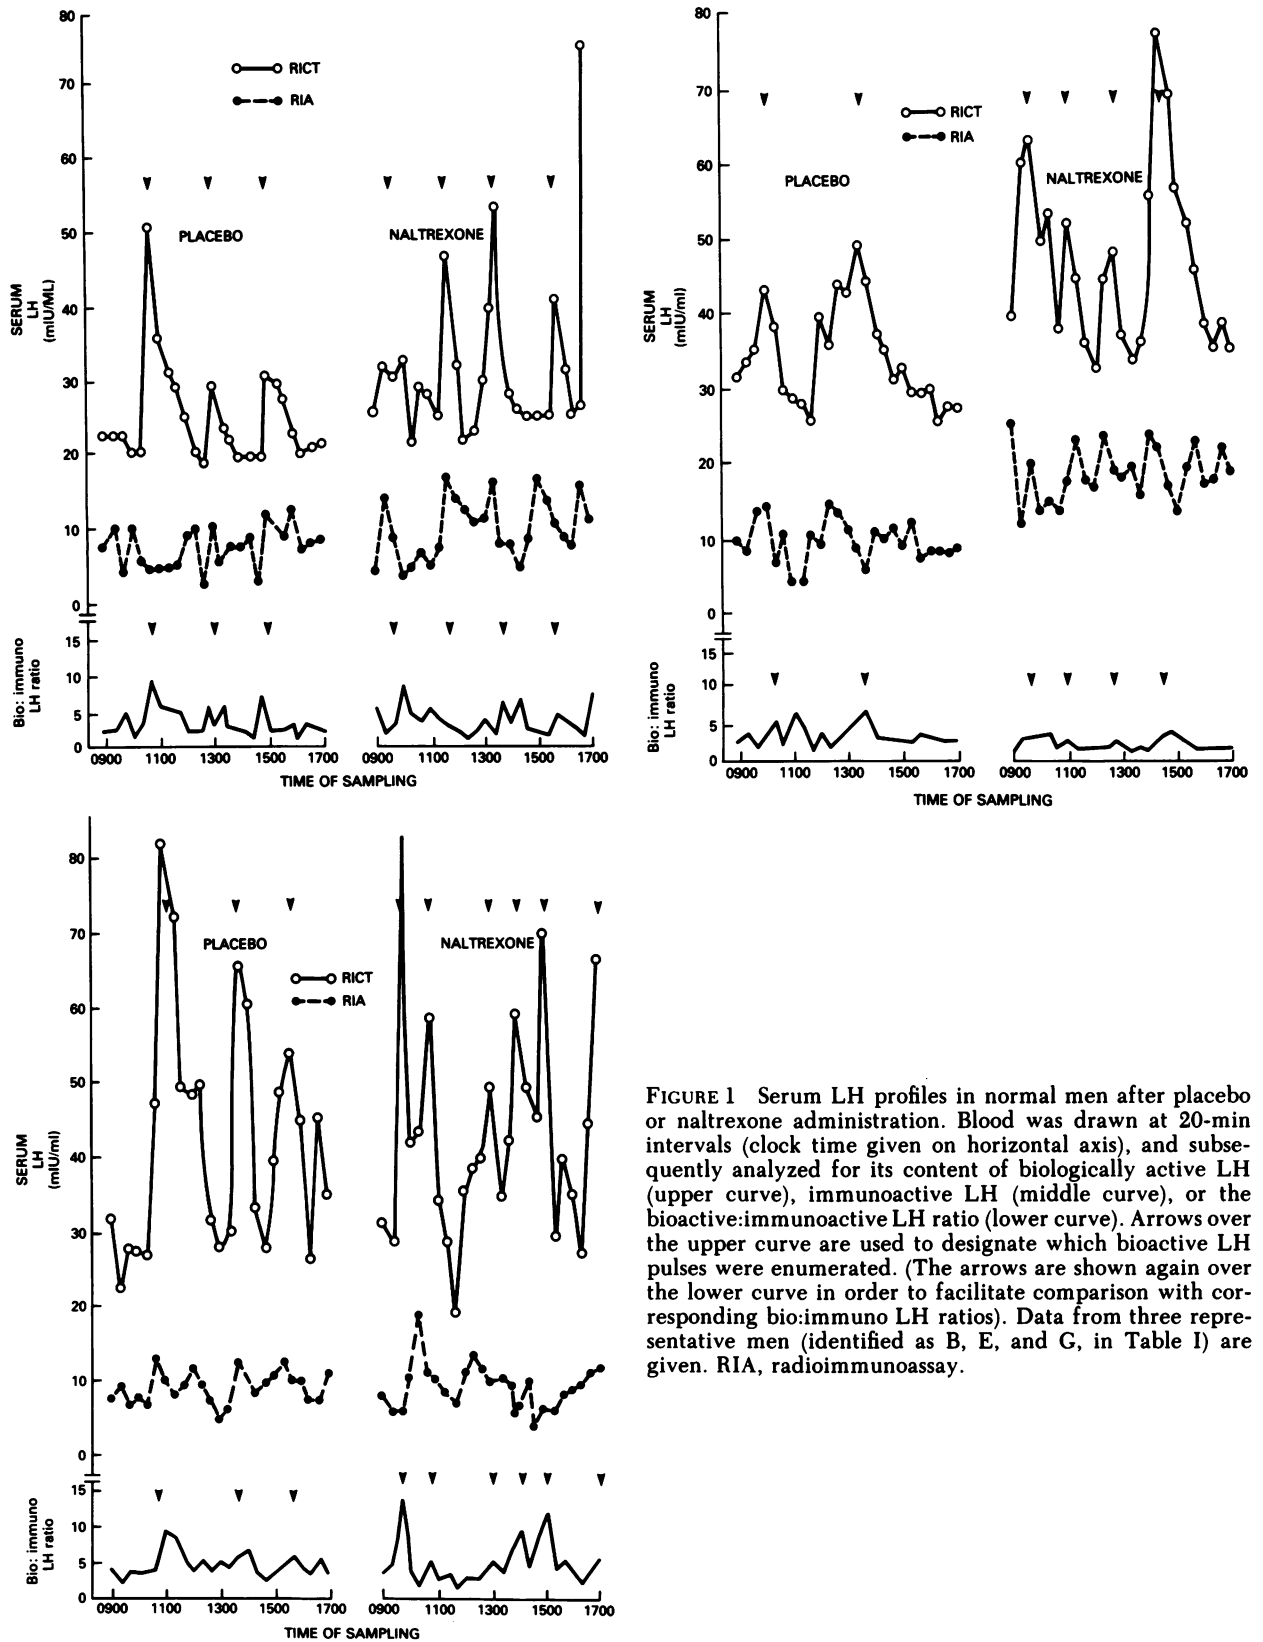 80
70
60
50
40
30
20
10
0
SERUM
LH
(mIU/ML)
RICT
RIA
PLACEBO
NALTREXONE
15
10
5
0
Bio: immuno
LH ratio
0900 1100 1300 1500 1700
0900 1100 1300 1500 1700
TIME OF SAMPLING
80
70
60
50
40
30
20
10
0
SERUM
LH
(mIU/ml)
RICT
RIA
PLACEBO
NALTREXONE
15
10
5
0
Bio: immuno
LH ratio
0900 1100 1300 1500 1700
0900 1100 1300 1500 1700
TIME OF SAMPLING
80
70
60
50
40
30
20
10
0
SERUM
LH
(mIU/ml)
PLACEBO
NALTREXONE
RICT
RIA
15
10
5
0
Bio: immuno
LH ratio
0900 1100 1300 1500 1700
0900 1100 1300 1500 1700
TIME OF SAMPLING
FIGURE 1 Serum LH profiles in normal men after placebo
or naltrexone administration. Blood was drawn at 20-min
intervals (clock time given on horizontal axis), and subse-
quently analyzed for its content of biologically active LH
(upper curve), immunoactive LH (middle curve), or the
bioactive:immunoactive LH ratio (lower curve). Arrows over
the upper curve are used to designate which bioactive LH
pulses were enumerated. (The arrows are shown again over
the lower curve in order to facilitate comparison with cor-
responding bio:immuno LH ratios). Data from three repre-
sentative men (identified as B, E, and G, in Table I) are
given. RIA, radioimmunoassay.